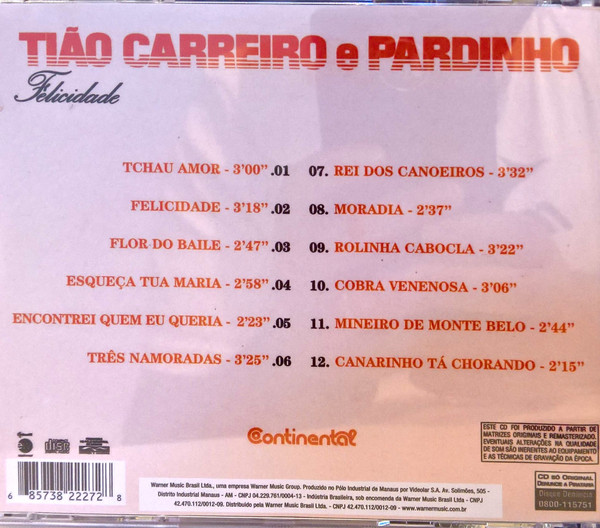 TIÃO CARREIRO e PARDINHO
Felicidade
TCHAU AMOR - 3'00” .01
FELICIDADE - 3'18” .02
FLOR DO BAILE - 2'47” .03
ESQUEÇA TUA MARIA - 2'58” .04
ENCONTREI QUEM EU QUERIA - 2'23” .05
TRÊS NAMORADAS - 3'25” .06
07. REI DOS CANOEIROS - 3'32”
08. MORADIA - 2'37”
09. ROLINHA CABOCLA - 3'22”
10. COBRA VENENOSA - 3'06”
11. MINEIRO DE MONTE BELO - 2'44”
12. CANARINHO TÁ CHORANDO - 2'15”
Continental
ESTE CD FOI PRODUZIDO A PARTIR DE
MATRIZES ORIGINAIS E REMASTERIZADO.
EVENTUAIS ALTERAÇÕES NA QUALIDADE
DE SOM SÃO INERENTES AO EQUIPAMENTO
E AS TÉCNICAS DE GRAVAÇÃO DA ÉPOCA.
CD SÓ ORIGINAL
DENUNCIE A PIRATARIA
Disque Denúncia
0800-115751
6 85738 22272 8
Warner Music Brasil Ltda., uma empresa Warner Music Group. Produzido no Pólo Industrial de Manaus por Videolar S.A. Av. Solimões, 505 -
Distrito Industrial Manaus - AM - CNPJ 04.229.761/0004-13 - Indústria Brasileira, sob encomenda da Warner Music Brasil Ltda - CNPJ
42.470.112/0002-09. Distribuído pela Warner Music Brasil Ltda. - CNPJ 42.470.112/0012-09 - www.warnermusic.com.br